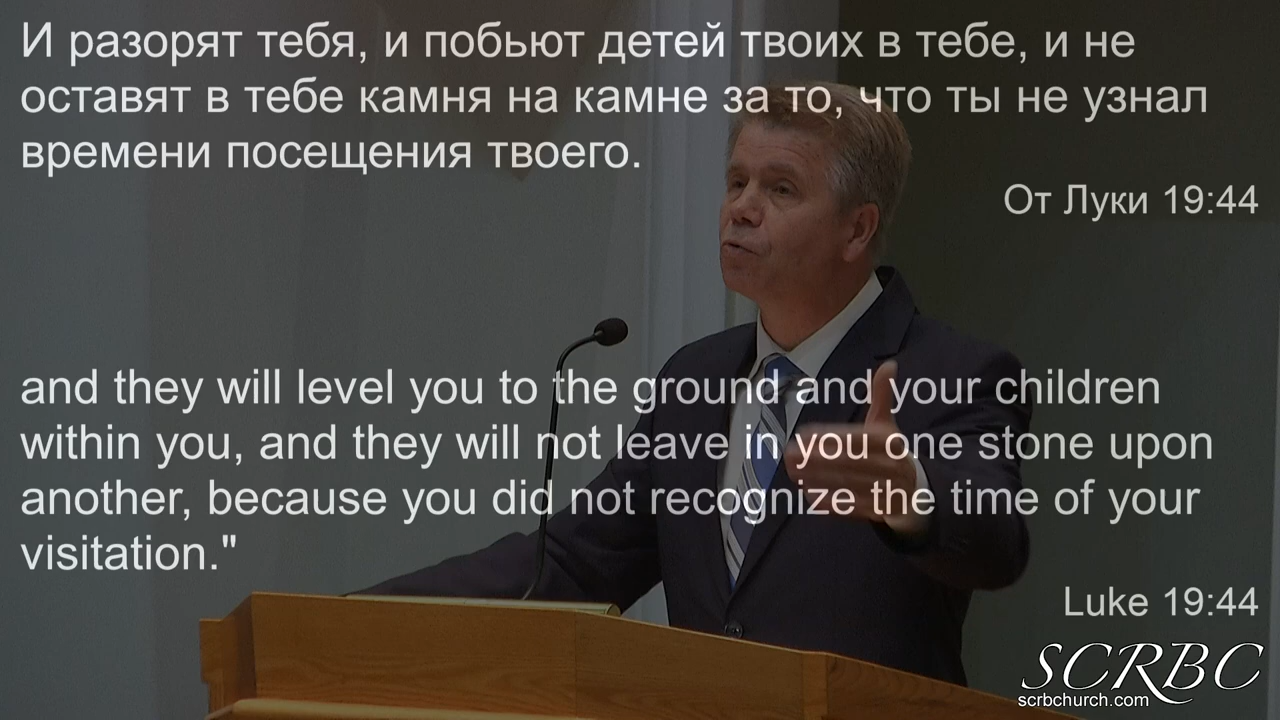 И разорят тебя, и побьют детей твоих в тебе, и не
оставят в тебе камня на камне за то, что ты не узнал
времени посещения твоего.
От Луки 19:44
and they will level you to the ground and your children
within you, and they will not leave in you one stone upon
another, because you did not recognize the time of your
visitation."
Luke 19:44
SCRBC
scrbchurch.com